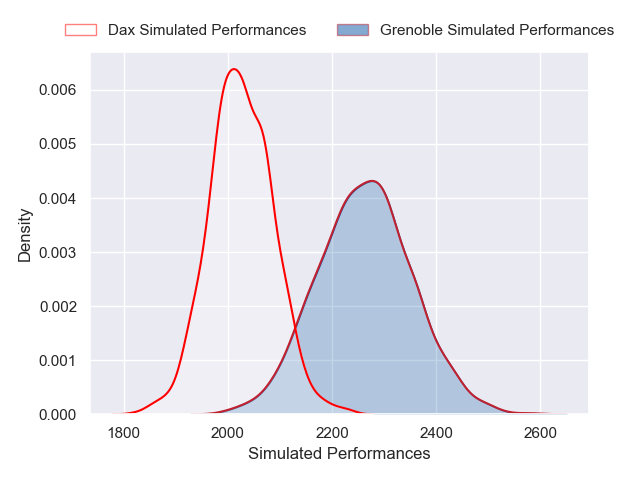 Dax Simulated Performances Grenoble Simulated Performances
0.006
0.005
0.004
0.003
0.002
0.001
0.000
Density
1800 2000 2200 2400 2600
Simulated Performances